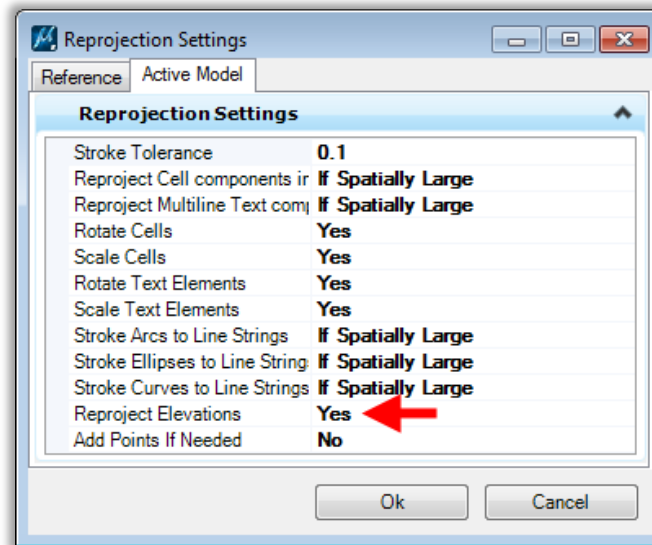 Reprojection Settings
Reference Active Model
Reprojection Settings
Stroke Tolerance 0.1
Reproject Cell components in If Spatially Large
Reproject Multiline Text comp If Spatially Large
Rotate Cells Yes
Scale Cells Yes
Rotate Text Elements Yes
Scale Text Elements Yes
Stroke Arcs to Line Strings If Spatially Large
Stroke Ellipses to Line String If Spatially Large
Stroke Curves to Line Strings If Spatially Large
Reproject Elevations Yes
Add Points If Needed No
Ok Cancel